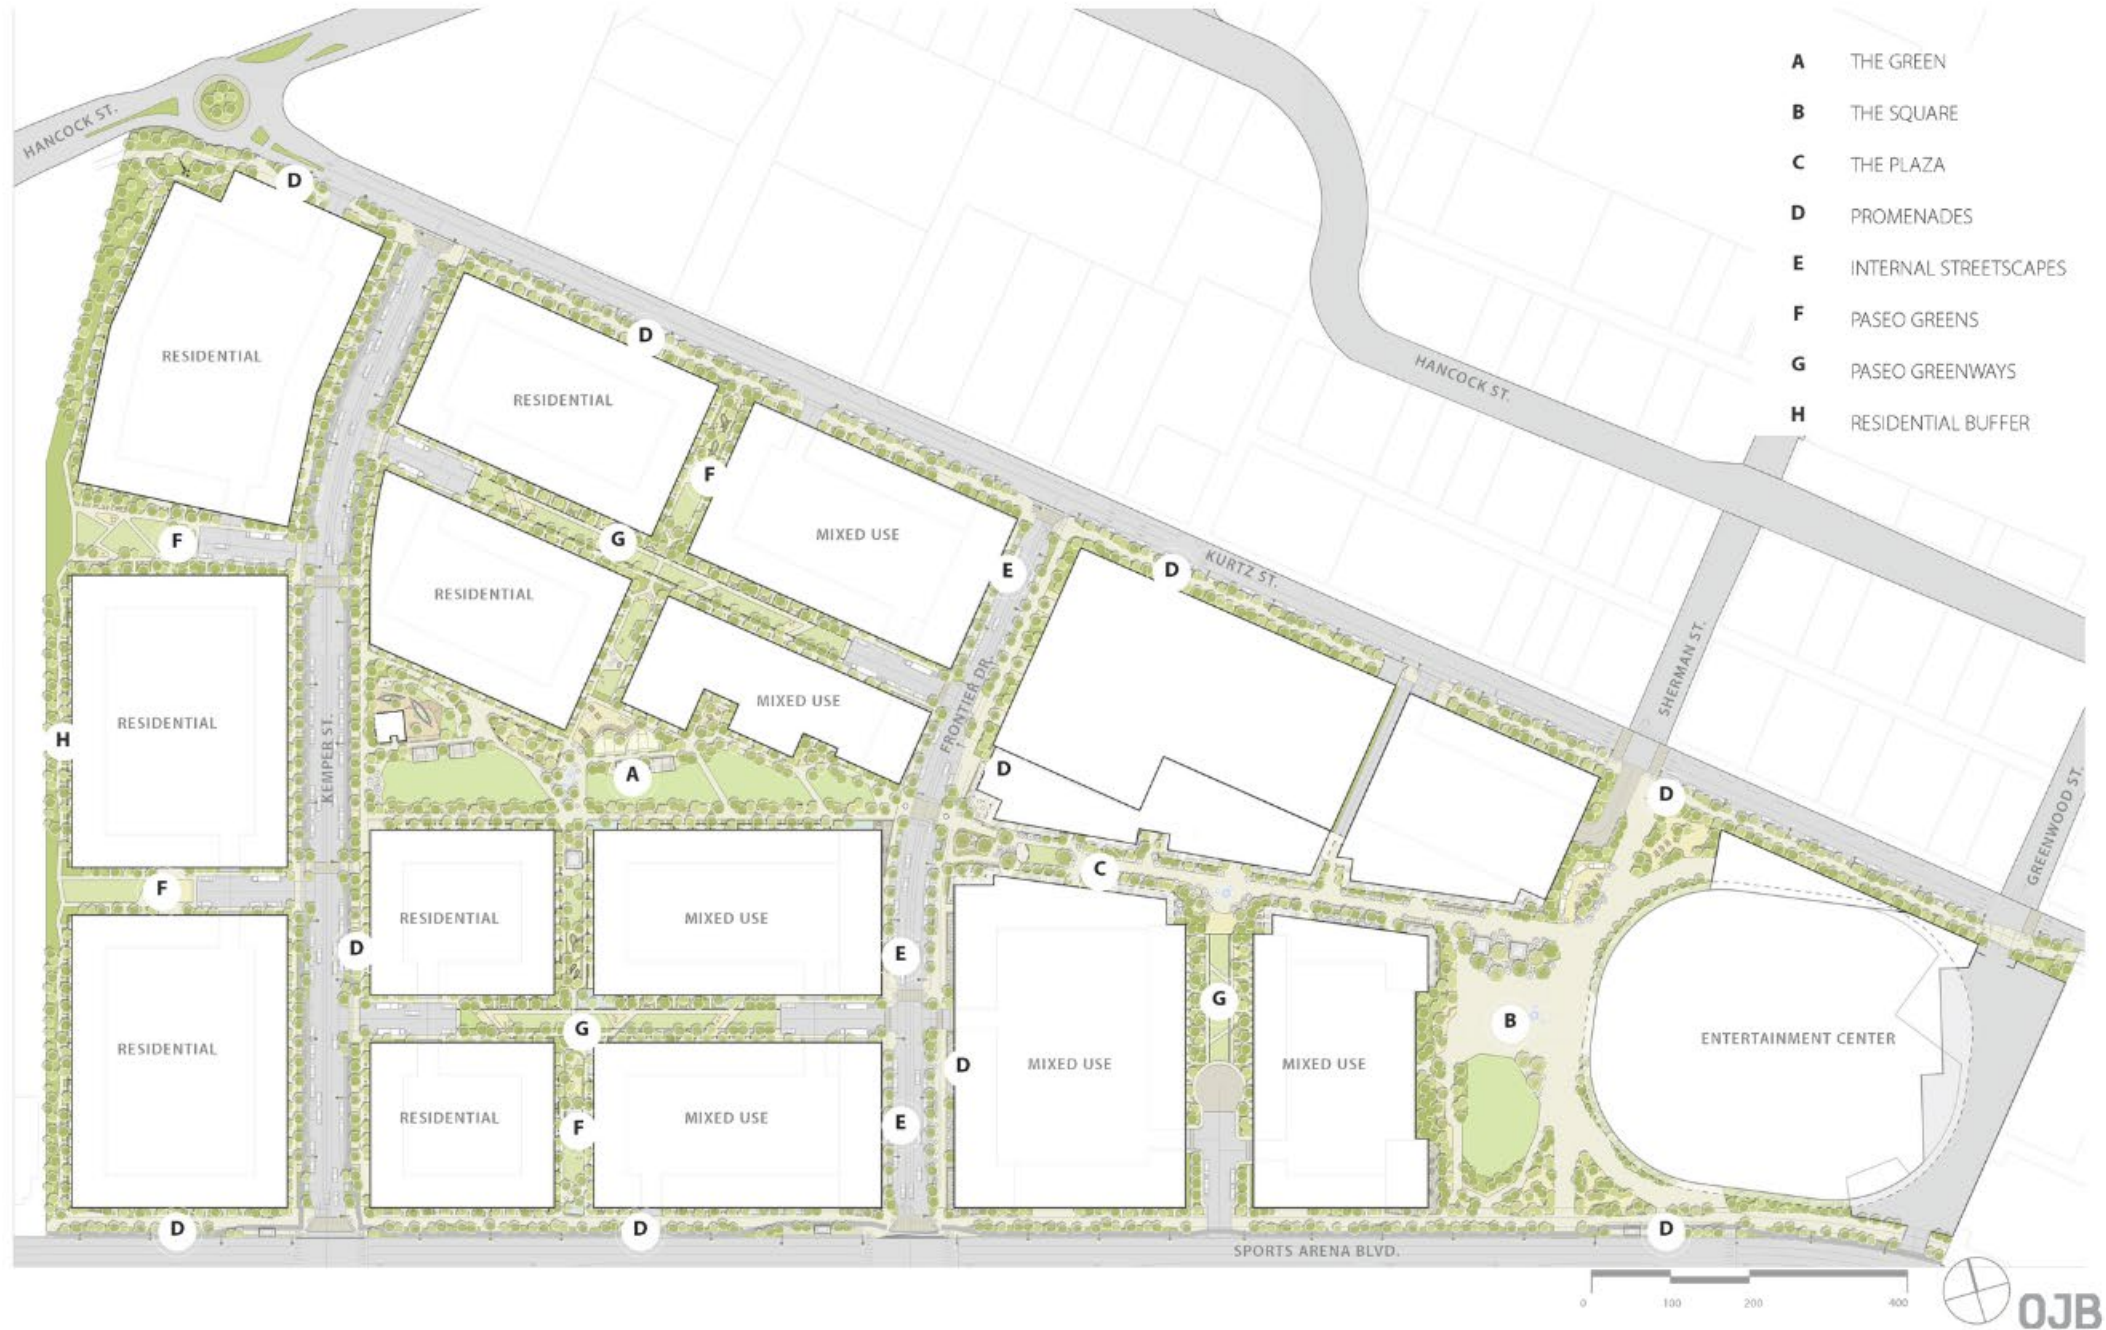 A THE GREEN
B THE SQUARE
C THE PLAZA
D PROMENADES
E INTERNAL STREETSCAPES
F PASEO GREENS
G PASEO GREENWAYS
H RESIDENTIAL BUFFER
HANCOCK ST.
D
RESIDENTIAL
D
RESIDENTIAL
HANCOCK ST.
F
MIXED USE
F
G
E
D
KURTZ ST.
RESIDENTIAL
SHERMAN ST.
RESIDENTIAL
MIXED USE
FRONTIER DR.
H
KEMPER ST.
A
D
D
GREENWOOD ST.
C
F
RESIDENTIAL
MIXED USE
D
E
G
B
RESIDENTIAL
G
D
MIXED USE
MIXED USE
ENTERTAINMENT CENTER
RESIDENTIAL
F
MIXED USE
E
D
D
D
SPORTS ARENA BLVD.
0 100 200 400
OJB